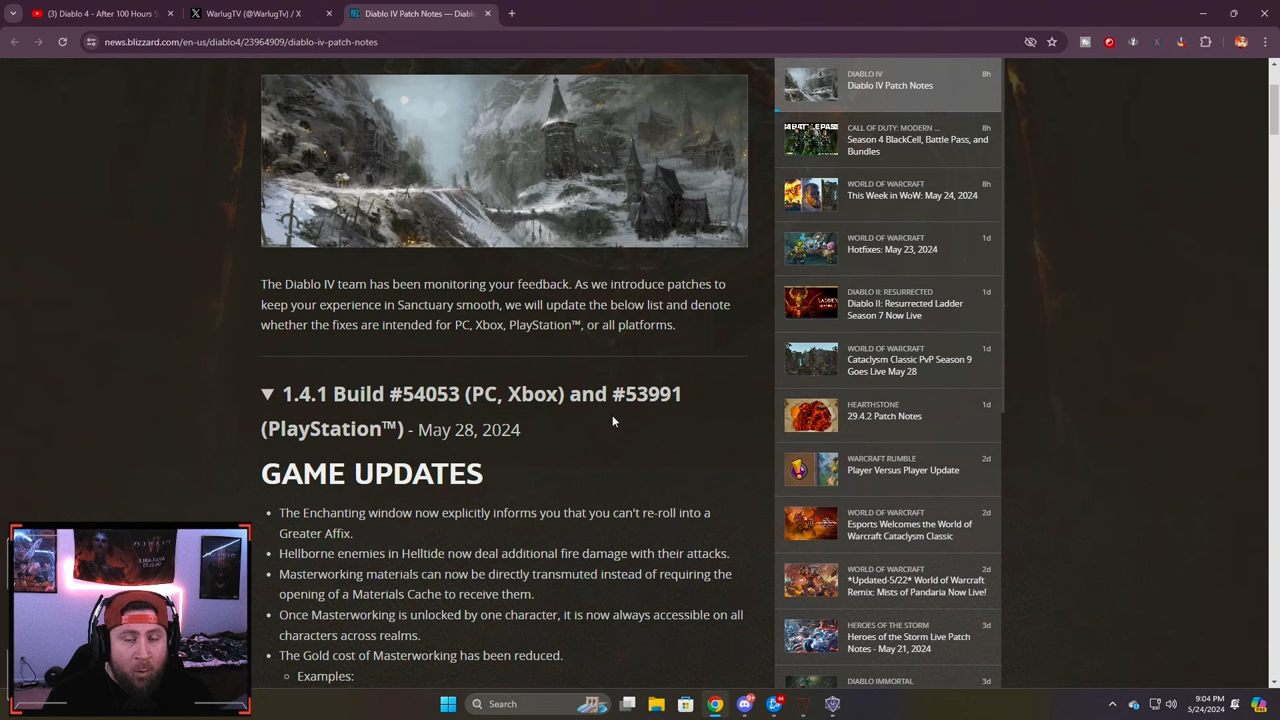 (3) Diablo 4 - After 100 Hours S
WarlugTV (@WarlugTv) / X
Diablo IV Patch Notes — Diablo
news.blizzard.com/en-us/diablo4/23964909/diablo-iv-patch-notes
The Diablo IV team has been monitoring your feedback. As we introduce patches to
keep your experience in Sanctuary smooth, we will update the below list and denote
whether the fixes are intended for PC, Xbox, PlayStation™, or all platforms.
▼ 1.4.1 Build #54053 (PC, Xbox) and #53991
(PlayStation™) - May 28, 2024
GAME UPDATES
• The Enchanting window now explicitly informs you that you can't re-roll into a
Greater Affix.
• Hellborne enemies in Helltide now deal additional fire damage with their attacks.
• Masterworking materials can now be directly transmuted instead of requiring the
opening of a Materials Cache to receive them.
• Once Masterworking is unlocked by one character, it is now always accessible on all
characters across realms.
• The Gold cost of Masterworking has been reduced.
◦ Examples:
DIABLO IV 8h
Diablo IV Patch Notes
CALL OF DUTY: MODERN ... 8h
Season 4 BlackCell, Battle Pass, and
Bundles
WORLD OF WARCRAFT 8h
This Week in WoW: May 24, 2024
WORLD OF WARCRAFT 1d
Hotfixes: May 23, 2024
DIABLO II: RESURRECTED 1d
Diablo II: Resurrected Ladder
Season 7 Now Live
WORLD OF WARCRAFT 1d
Cataclysm Classic PvP Season 9
Goes Live May 28
HEARTHSTONE 1d
29.4.2 Patch Notes
WARCRAFT RUMBLE 2d
Player Versus Player Update
WORLD OF WARCRAFT 2d
Esports Welcomes the World of
Warcraft Cataclysm Classic
WORLD OF WARCRAFT 2d
*Updated-5/22* World of Warcraft
Remix: Mists of Pandaria Now Live!
HEROES OF THE STORM 3d
Heroes of the Storm Live Patch
Notes - May 21, 2024
DIABLO IMMORTAL 3d
Search
9:04 PM
5/24/2024